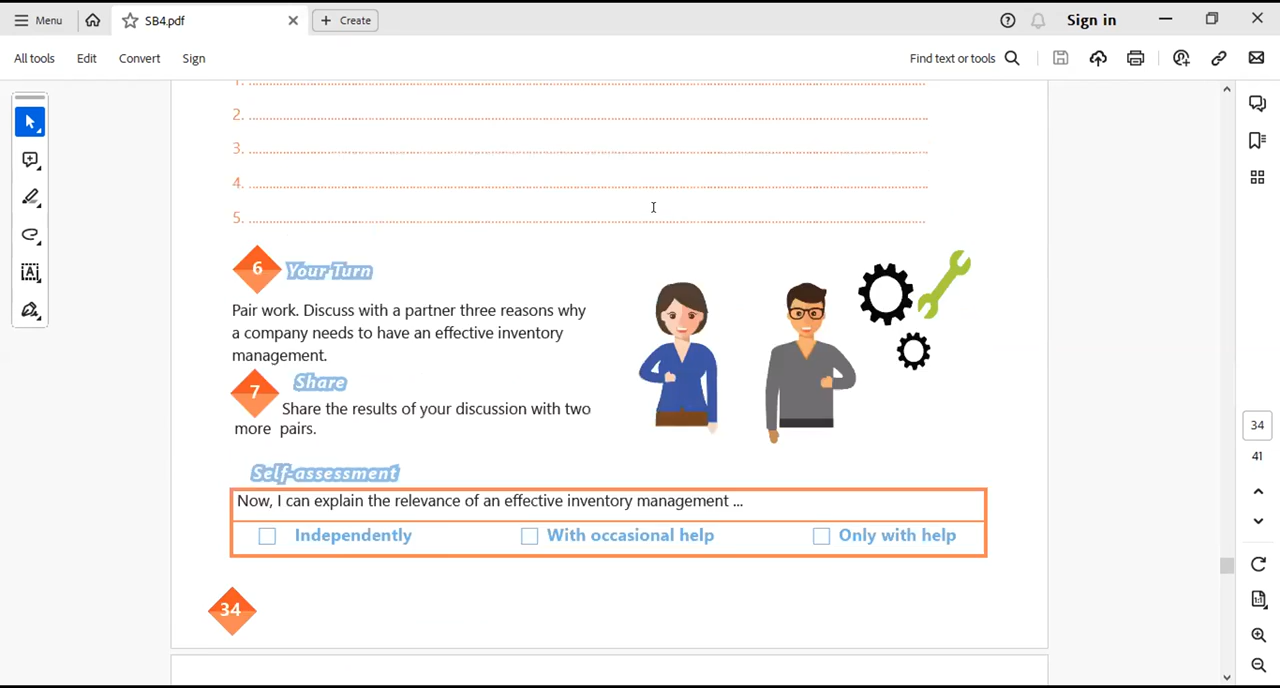 Menu
SB4.pdf
Create
Sign in
All tools
Edit
Convert
Sign
Find text or tools
1.
2.
3.
4.
5.
6
Your Turn
Pair work. Discuss with a partner three reasons why
a company needs to have an effective inventory
management.
7
Share
Share the results of your discussion with two
more pairs.
Self-assessment
Now, I can explain the relevance of an effective inventory management ...
Independently
With occasional help
Only with help
34
34
41